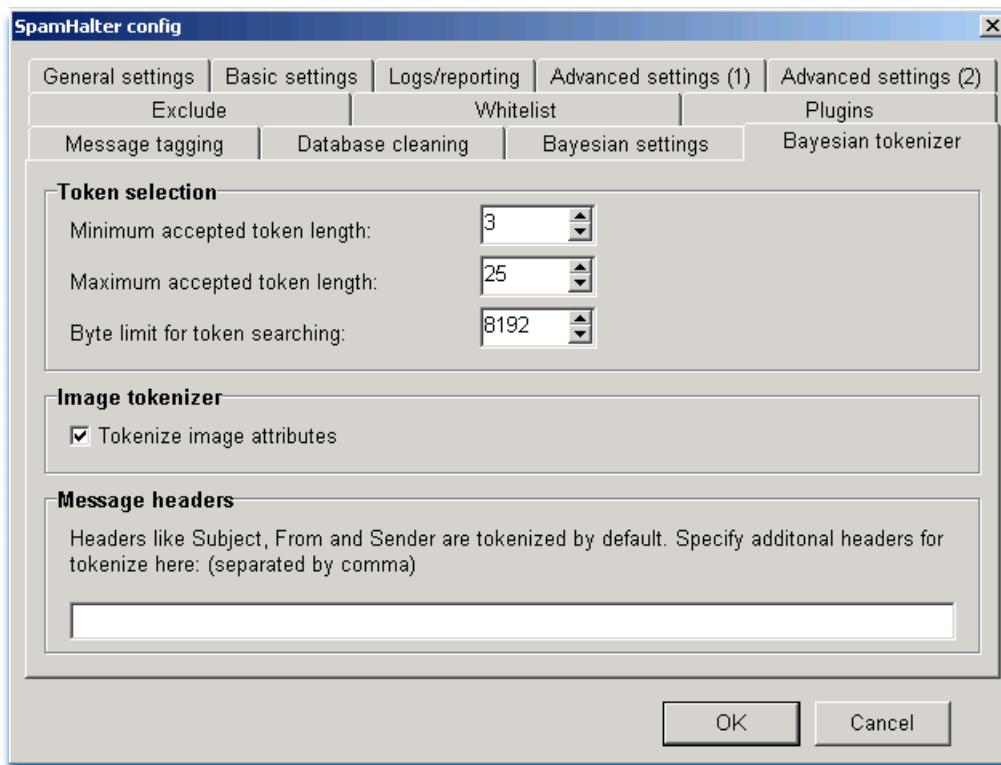 SpamHalter config
General settings Basic settings Logs/reporting Advanced settings (1) Advanced settings (2)
Exclude Whitelist Plugins
Message tagging Database cleaning Bayesian settings Bayesian tokenizer
Token selection
Minimum accepted token length: 3
Maximum accepted token length: 25
Byte limit for token searching: 8192
Image tokenizer
Tokenize image attributes
Message headers
Headers like Subject, From and Sender are tokenized by default. Specify additonal headers for
tokenize here: (separated by comma)
OK Cancel